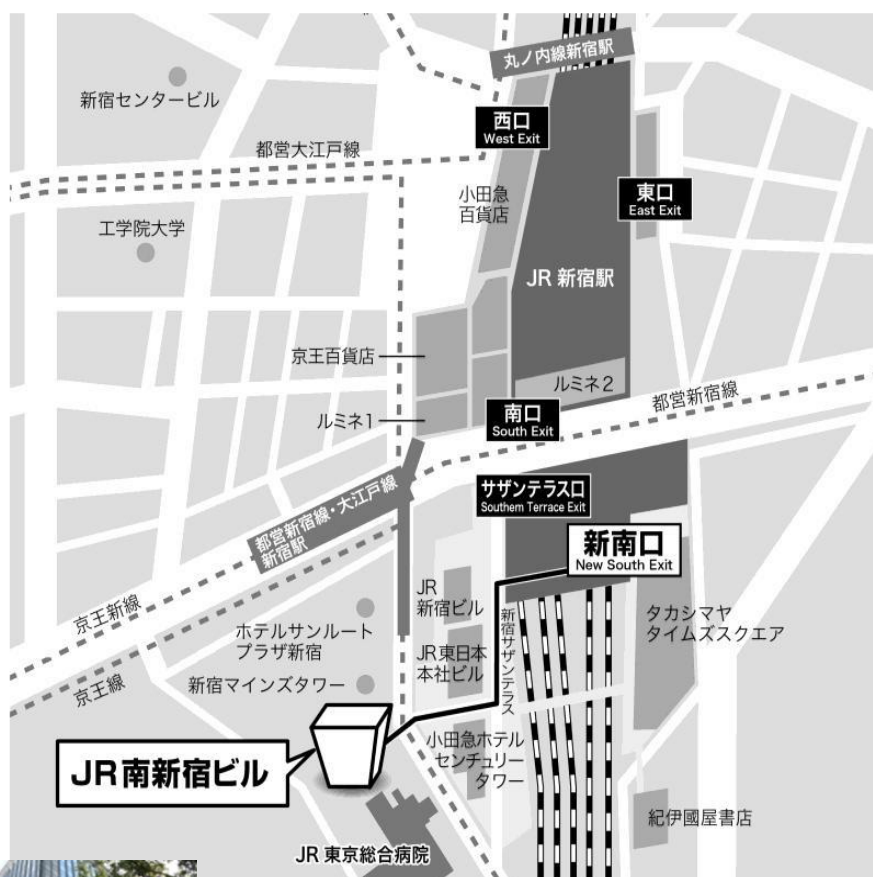 丸ノ内線新宿駅
新宿センタービル
西口
West Exit
都営大江戸線
小田急
百貨店
東口
East Exit
工学院大学
JR 新宿駅
京王百貨店
ルミネ2
ルミネ1
都営新宿線
南口
South Exit
サザンテラス口
Southern Terrace Exit
都営新宿線・大江戸線
新宿駅
新南口
New South Exit
京王新線
JR
新宿ビル
新宿サザンテラス
タカシマヤ
タイムズスクエア
ホテルサンルート
プラザ新宿
JR東日本
本社ビル
京王線
新宿マインズタワー
小田急ホテル
センチュリー
タワー
JR南新宿ビル
紀伊國屋書店
JR 東京総合病院